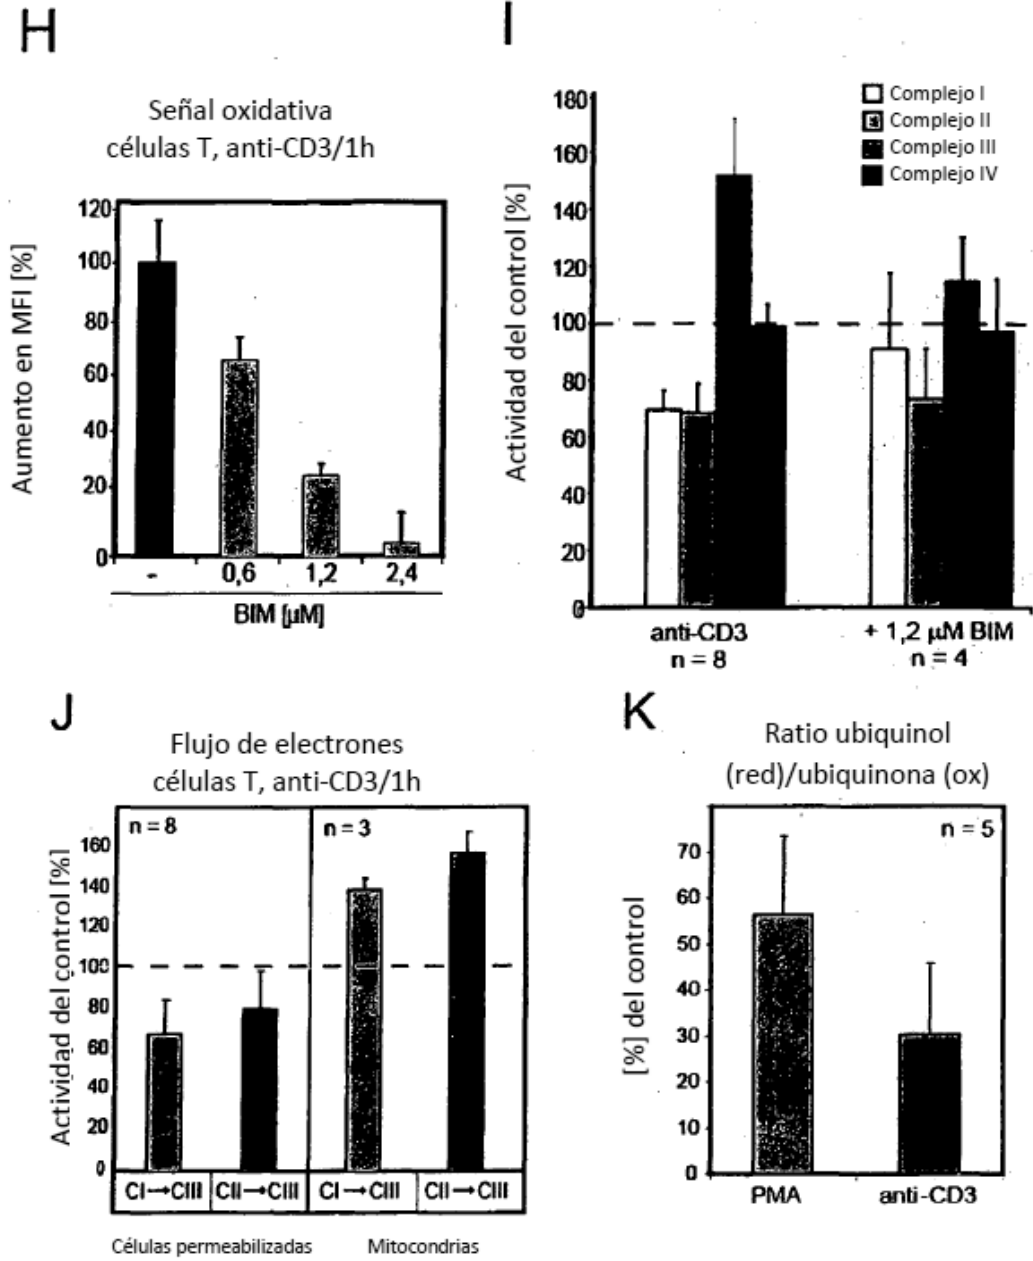 H
Señal oxidativa
células T, anti-CD3/1h
Aumento en MFI [%]
120
100
80
60
40
20
0
-
0,6
1,2
2,4
BIM [µM]
I
Complejo I
Complejo II
Complejo III
Complejo IV
Actividad del control [%]
180
160
140
120
100
80
60
40
20
0
anti-CD3
n = 8
+ 1,2 µM BIM
n = 4
J
Flujo de electrones
células T, anti-CD3/1h
n = 8
n = 3
Actividad del control [%]
160
140
120
100
80
60
40
20
0
CI→CIII
CII→CIII
CI→CIII
CII→CIII
Células permeabilizadas
Mitocondrias
K
Ratio ubiquinol
(red)/ubiquinona (ox)
n = 5
[%] del control
70
60
50
40
30
20
10
0
PMA
anti-CD3